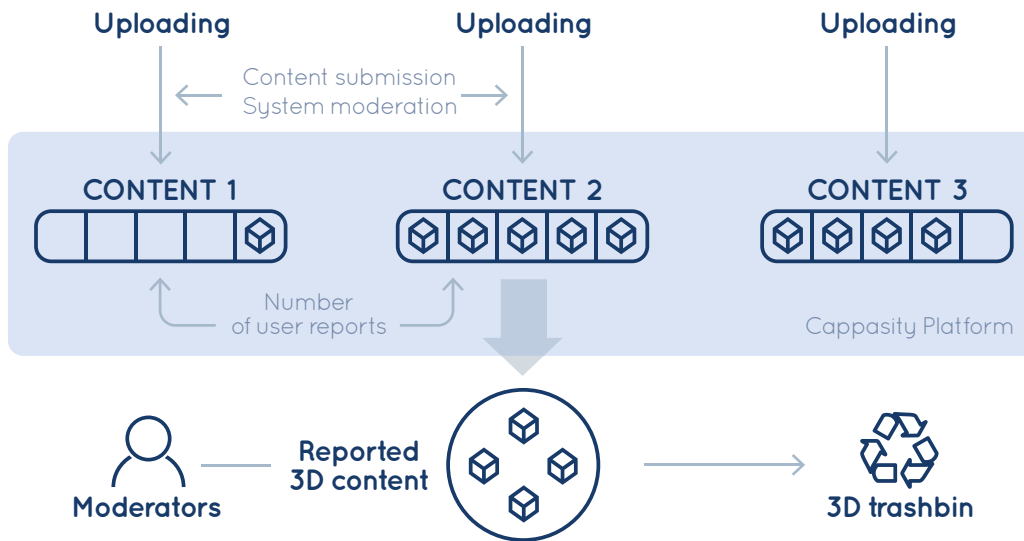 Uploading
Uploading
Uploading
Content submission
System moderation
CONTENT 1
CONTENT 2
CONTENT 3
Number
of user reports
Cappasity Platform
Moderators
Reported
3D content
3D trashbin